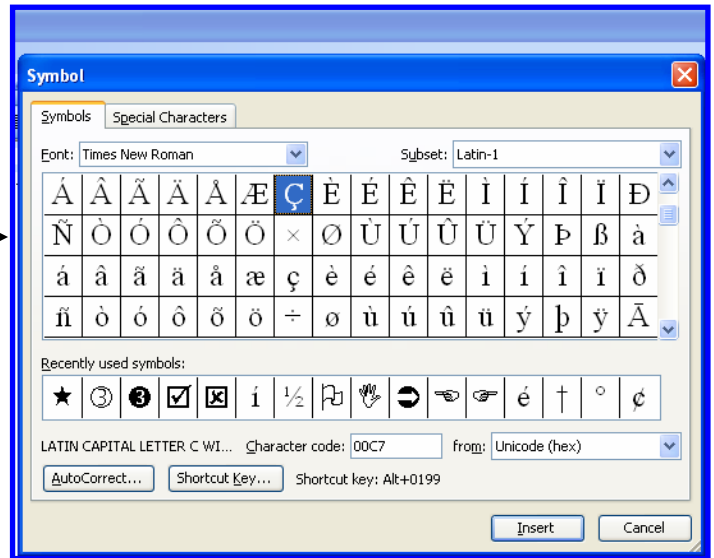 Symbol
Symbols Special Characters
Font: Times New Roman Subset: Latin-1
Á Â Ã Ä Å Æ Ç È É Ê Ë Ì Í Î Ï Ð
Ñ Ò Ó Ô Õ Ö × Ø Ù Ú Û Ü Ý Þ ß à
á â ã ä å æ ç è é ê ë ì í î ï ð
ñ ò ó ô õ ö ÷ ø ù ú û ü ý þ ÿ Ā
Recently used symbols:
★ ③ ❸ ☑ ☒ í ½ ⚐ 🖑 ➲ ☜ ☞ é † ° ¢
LATIN CAPITAL LETTER C WI... Character code: 00C7 from: Unicode (hex)
AutoCorrect... Shortcut Key... Shortcut key: Alt+0199
Insert Cancel